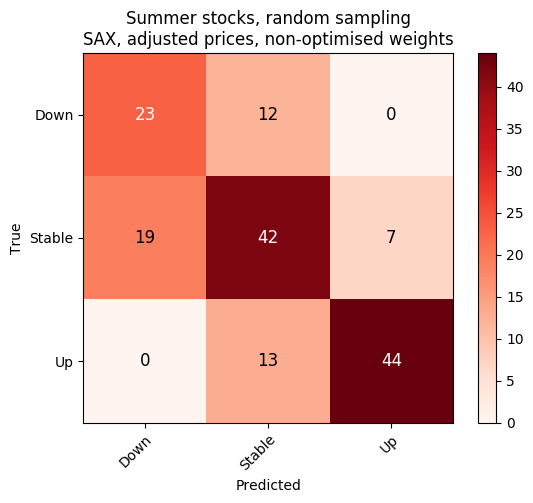 Summer stocks, random sampling
SAX, adjusted prices, non-optimised weights
Down 23 12 0
Stable 19 42 7
Up 0 13 44
Down Stable Up
True
Predicted
40
35
30
25
20
15
10
5
0